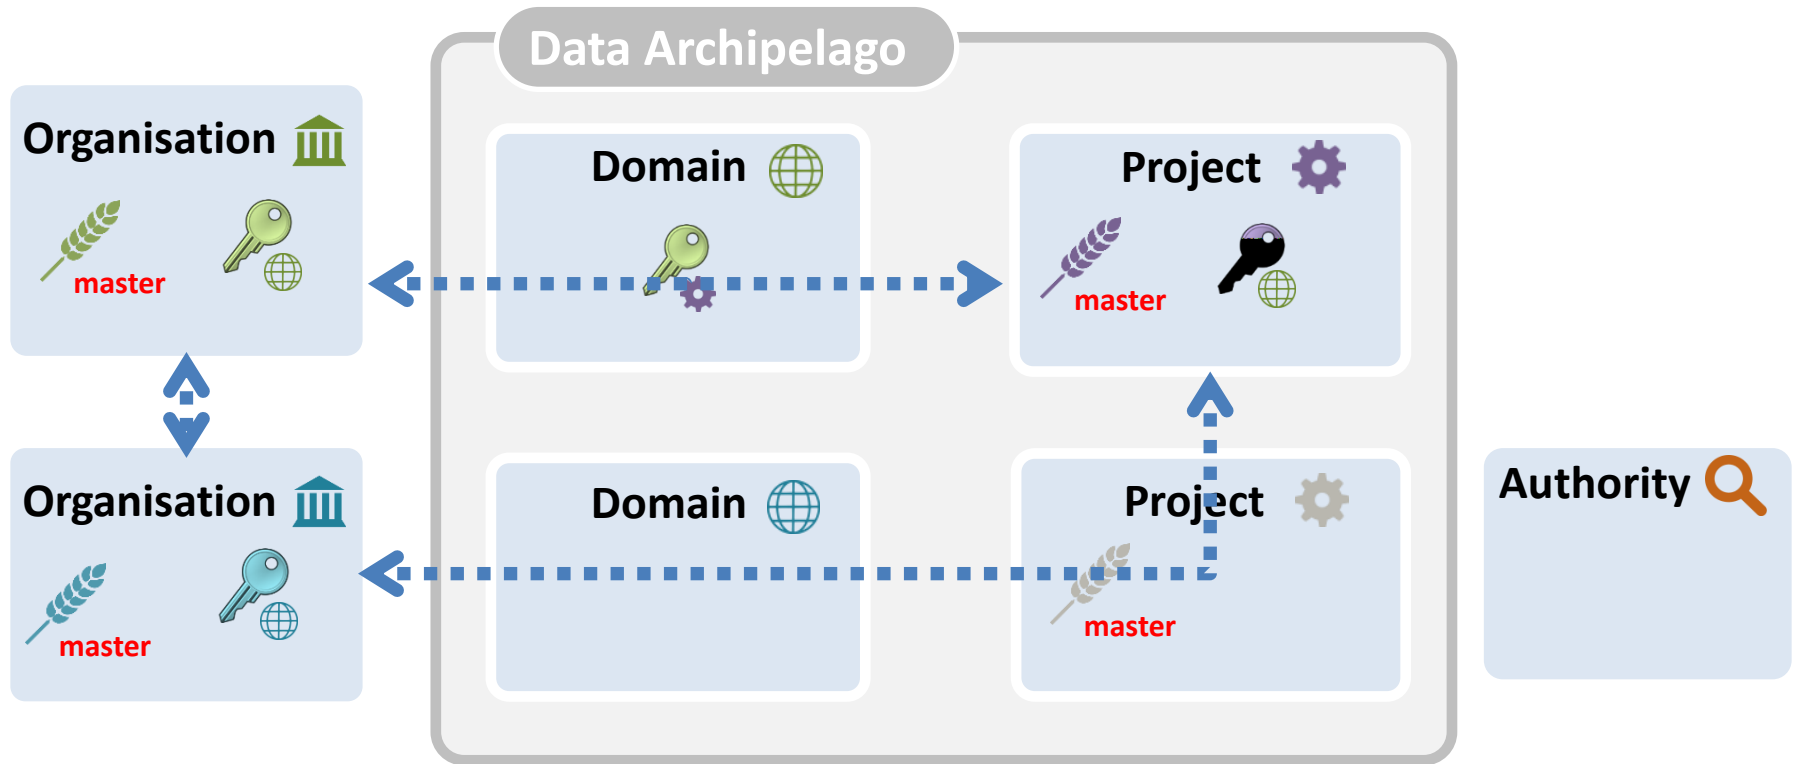 Data Archipelago
Organisation
master
Domain
Project
master
Organisation
master
Domain
Project
master
Authority